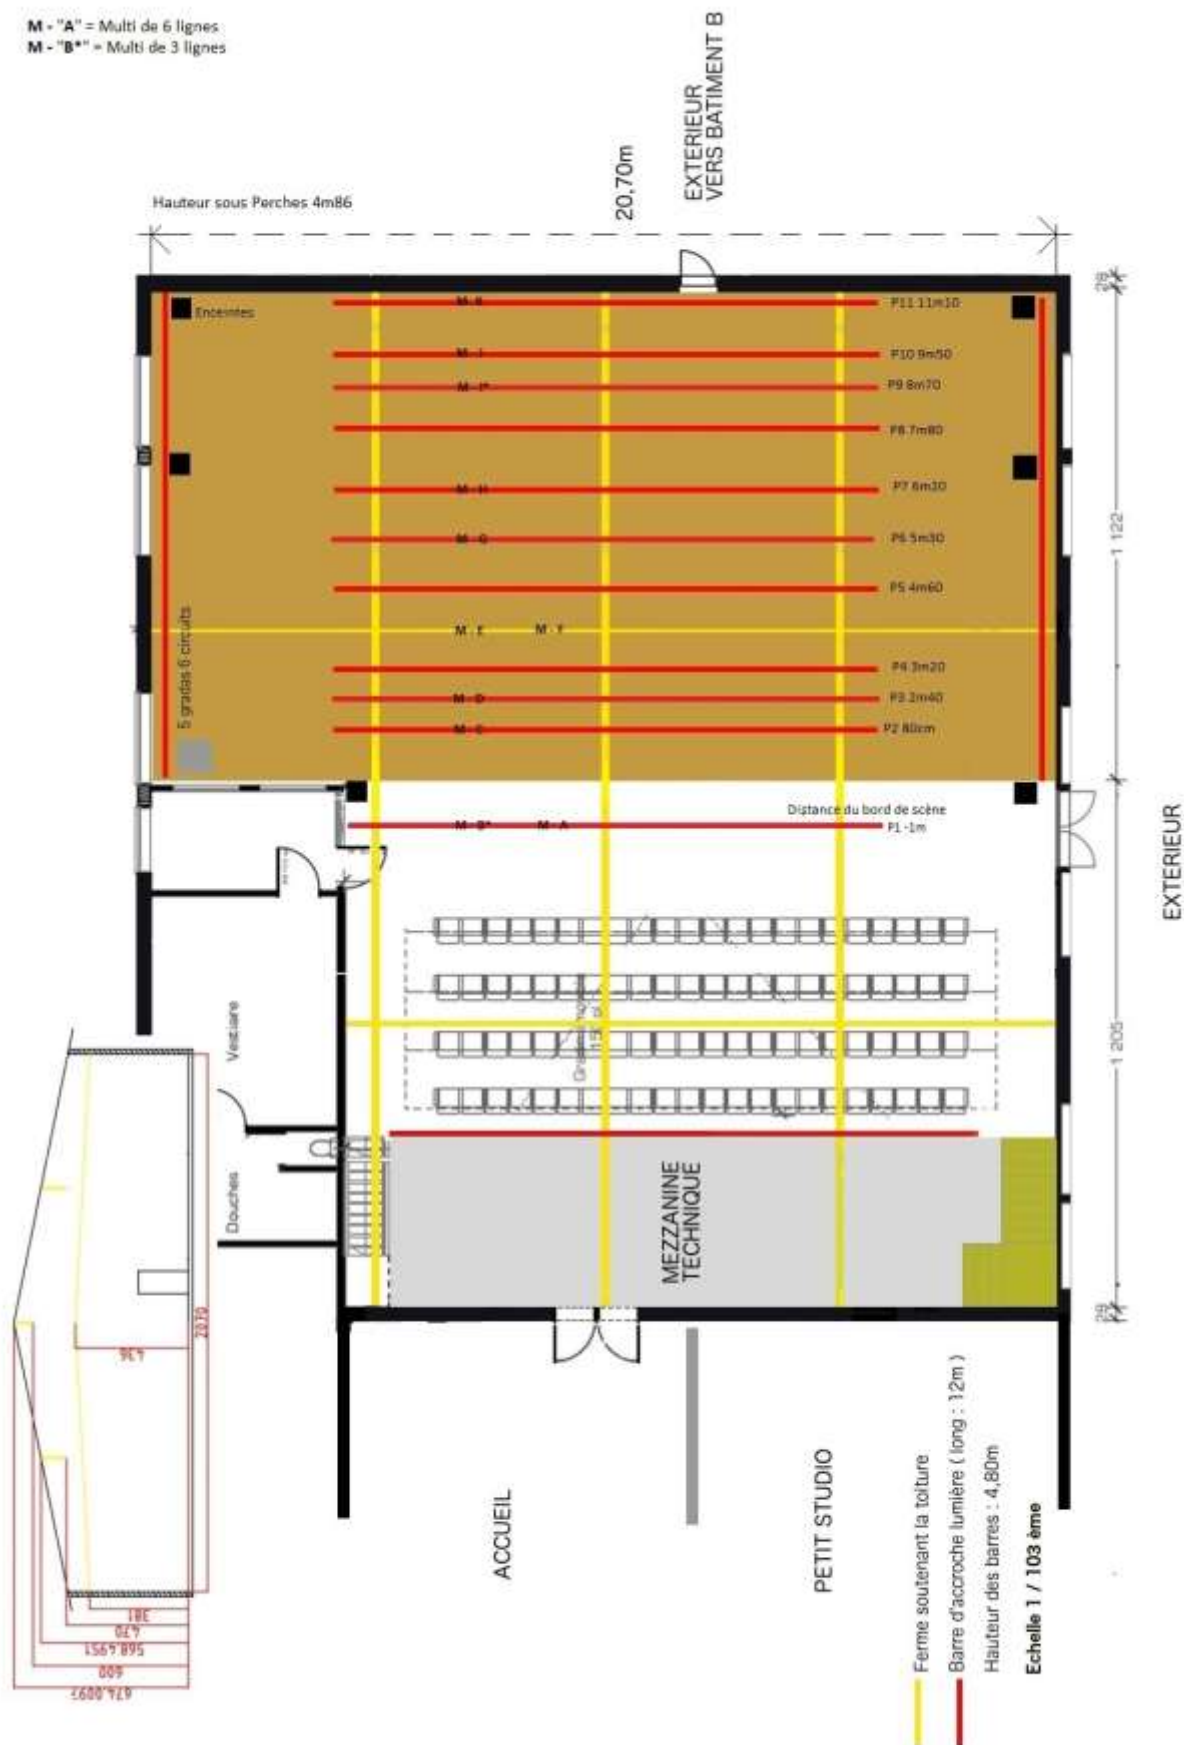 M - "A" = Multi de 6 lignes
M - "B*" = Multi de 3 lignes
EXTERIEUR
VERS BATIMENT B
20,70m
Hauteur sous Perches 4m86
28
Enceintes
M - K
P11 11m10
M - J
P10 9m50
M - I*
P9 8m70
P8 7m80
M - H
M - G
P6 5m30
P5 4m60
1 122
5 gradas 6 circuits
M - E
M - F
P4 3m20
M - D
P3 2m40
M - C
P2 80cm
Distance du bord de scène
M - B*
M - A
P1 -1m
EXTERIEUR
Vestiaire
1 205
Douches
MEZZANINE
TECHNIQUE
2070
436
381
470
568.4951
600
ACCUEIL
PETIT STUDIO
Ferme soutenant la toiture
Barre d'accroche lumière ( long : 12m )
Hauteur des barres : 4,80m
Echelle 1 / 103 ème